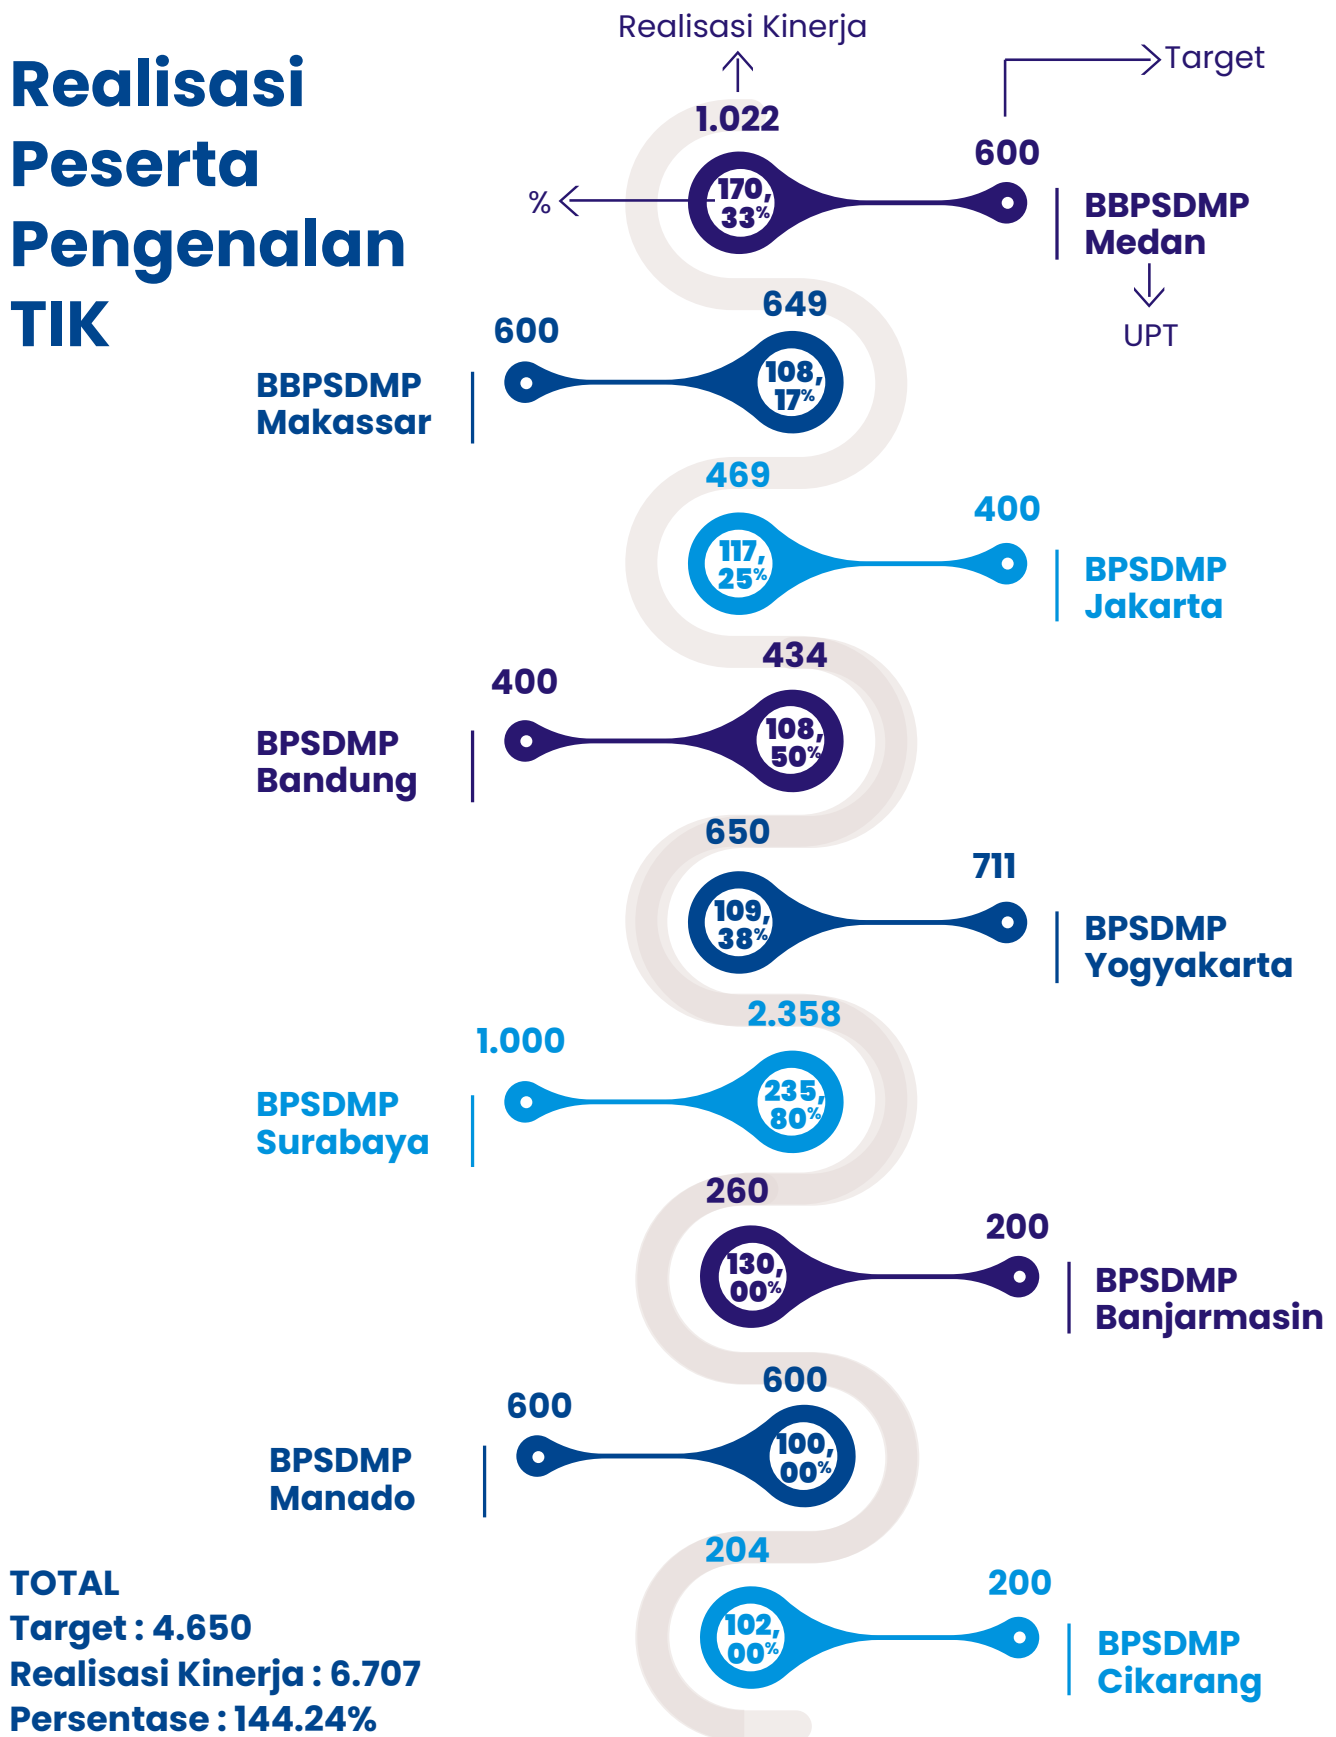 Realisasi
Peserta
Pengenalan
TIK
Realisasi Kinerja
Target
1.022
600
%
170,
33%
BBPSDMP
Medan
UPT
649
600
108,
17%
BBPSDMP
Makassar
469
400
117,
25%
BPSDMP
Jakarta
434
400
108,
50%
BPSDMP
Bandung
650
711
109,
38%
BPSDMP
Yogyakarta
2.358
1.000
235,
80%
BPSDMP
Surabaya
260
200
130,
00%
BPSDMP
Banjarmasin
600
600
100,
00%
BPSDMP
Manado
204
200
102,
00%
BPSDMP
Cikarang
TOTAL
Target : 4.650
Realisasi Kinerja : 6.707
Persentase : 144.24%